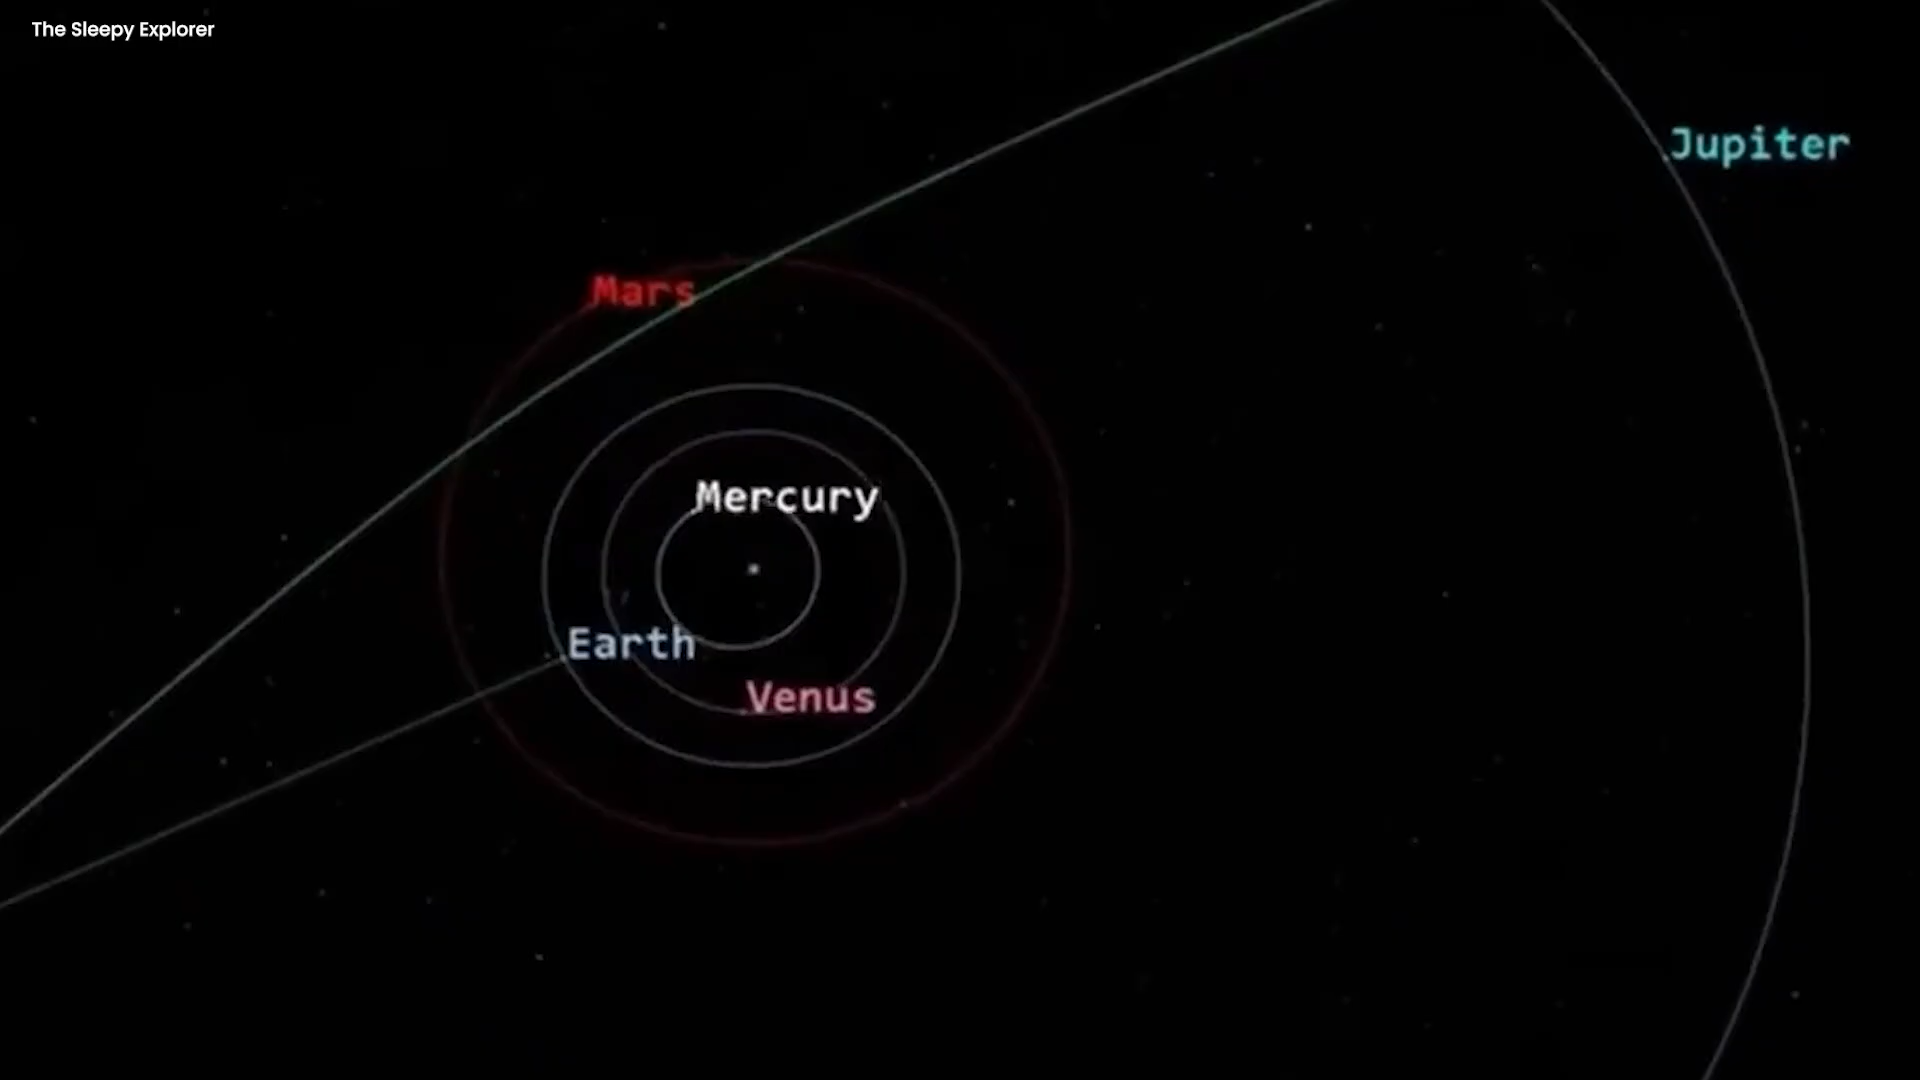 The Sleepy Explorer
Jupiter
Mars
Mercury
Earth
Venus